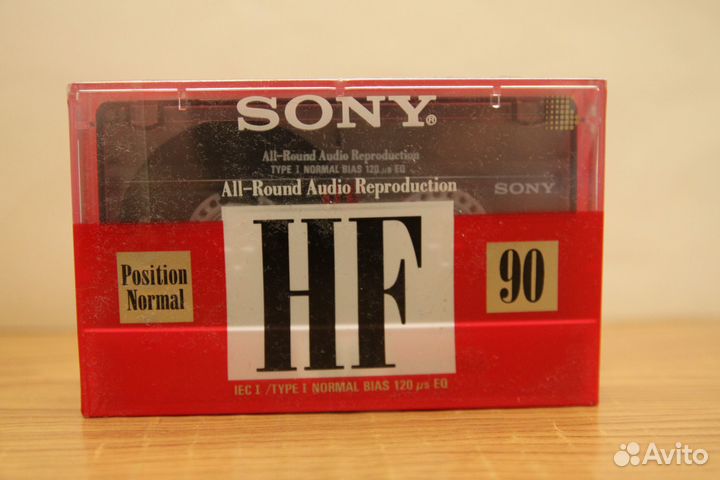 SONY®
All-Round Audio Reproduction
TYPE I NORMAL BIAS 120 μs EQ
All-Round Audio Reproduction
SONY
Position
Normal
HF
90
IEC I / TYPE I NORMAL BIAS 120 μs EQ
Avito